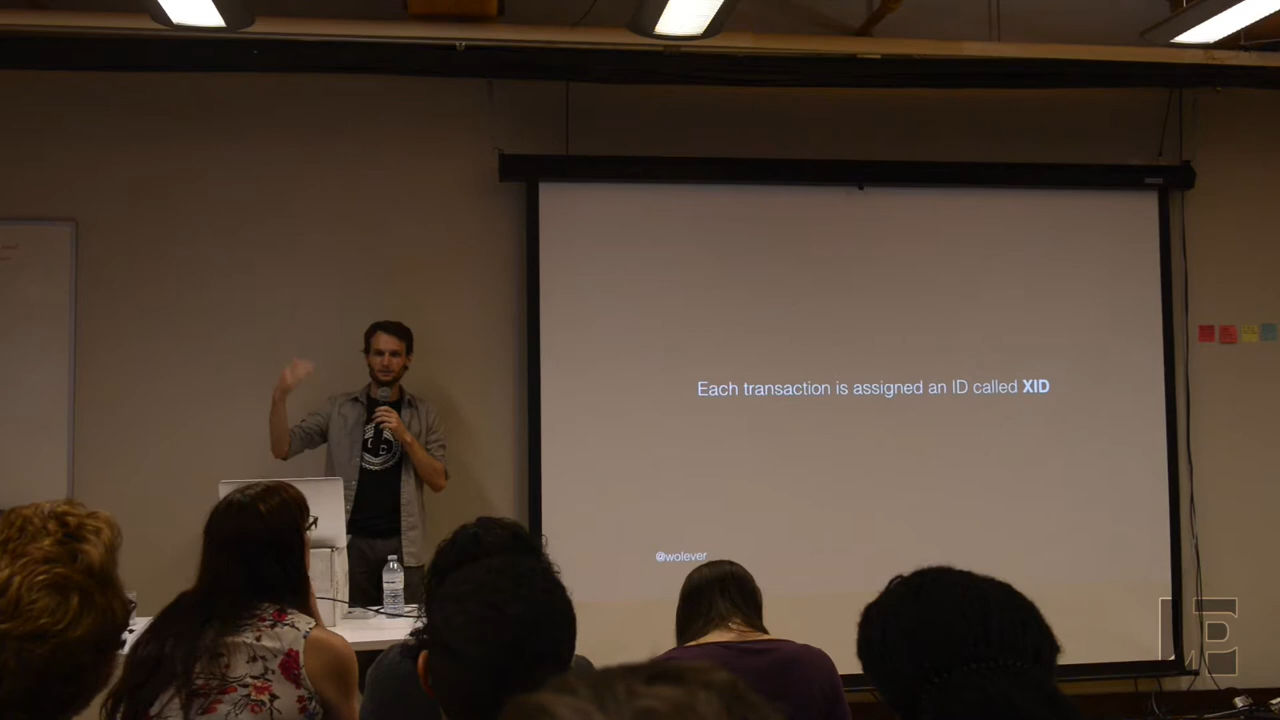 Each transaction is assigned an ID called XID
@wolever